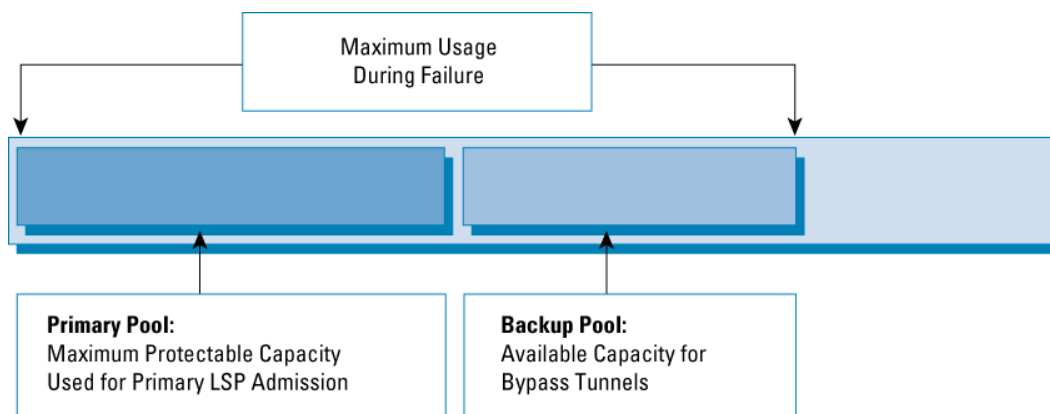 Maximum Usage
During Failure
Primary Pool:
Maximum Protectable Capacity
Used for Primary LSP Admission
Backup Pool:
Available Capacity for
Bypass Tunnels